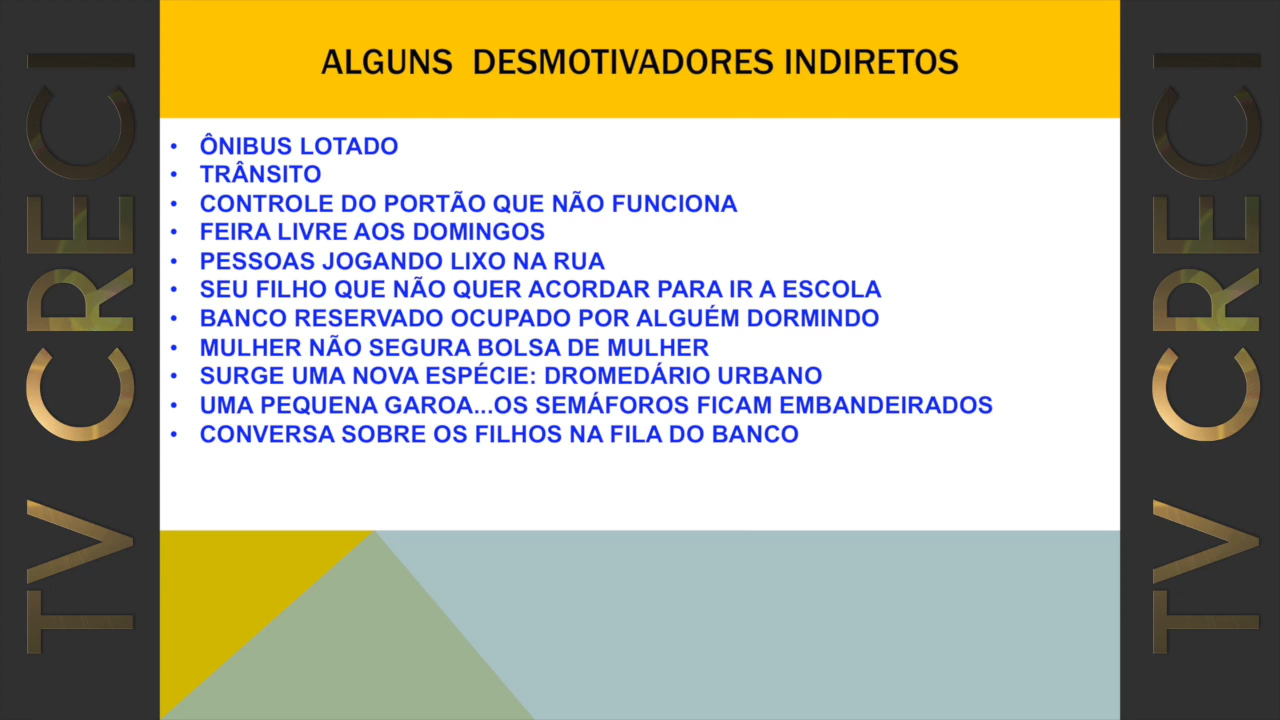 ALGUNS DESMOTIVADORES INDIRETOS
• ÔNIBUS LOTADO
• TRÂNSITO
• CONTROLE DO PORTÃO QUE NÃO FUNCIONA
• FEIRA LIVRE AOS DOMINGOS
• PESSOAS JOGANDO LIXO NA RUA
• SEU FILHO QUE NÃO QUER ACORDAR PARA IR A ESCOLA
• BANCO RESERVADO OCUPADO POR ALGUÉM DORMINDO
• MULHER NÃO SEGURA BOLSA DE MULHER
• SURGE UMA NOVA ESPÉCIE: DROMEDÁRIO URBANO
• UMA PEQUENA GAROA...OS SEMÁFOROS FICAM EMBANDEIRADOS
• CONVERSA SOBRE OS FILHOS NA FILA DO BANCO
TV CRECI
TV CRECI